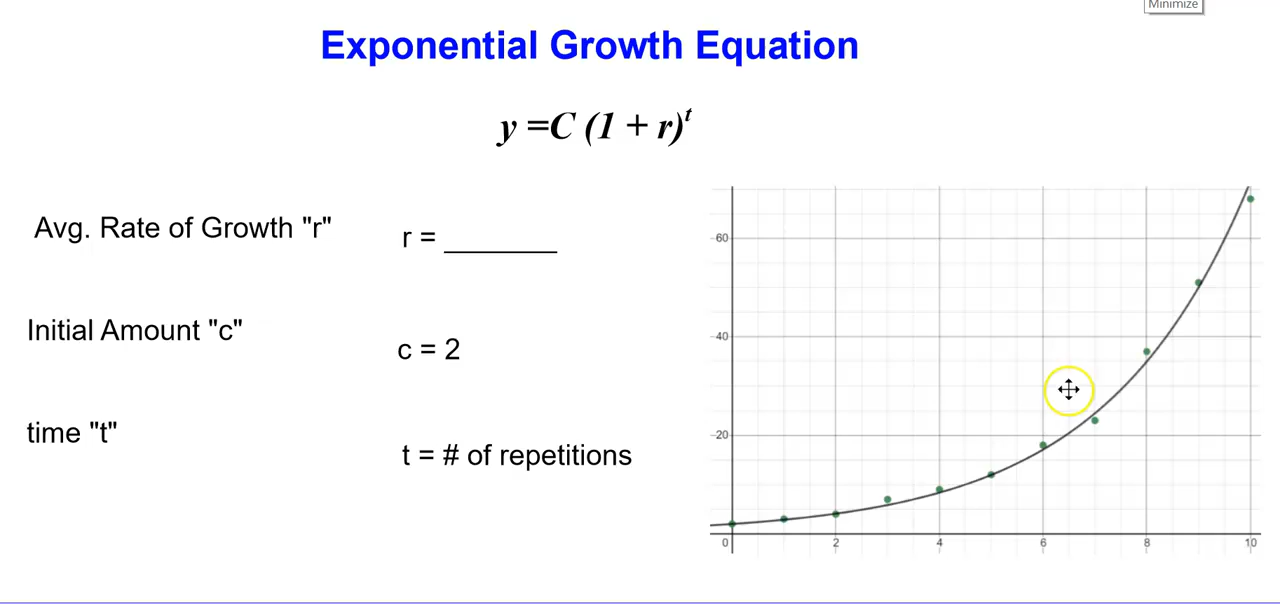 Minimize
Exponential Growth Equation
y =C (1 + r)^t
Avg. Rate of Growth "r"
r = _______
Initial Amount "c"
c = 2
time "t"
t = # of repetitions
60
40
20
0 2 4 6 8 10